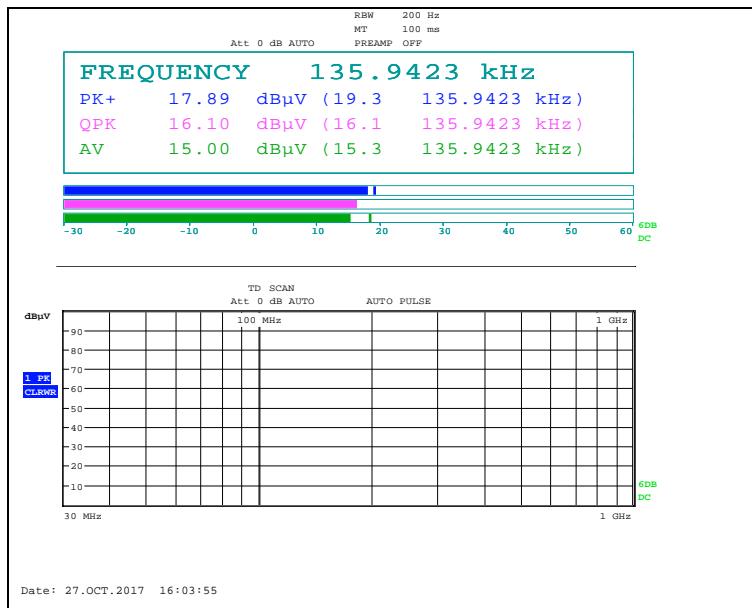 RBW 200 Hz
MT 100 ms
Att 0 dB AUTO PREAMP OFF
FREQUENCY 135.9423 kHz
PK+ 17.89 dBµV (19.3 135.9423 kHz)
QPK 16.10 dBµV (16.1 135.9423 kHz)
AV 15.00 dBµV (15.3 135.9423 kHz)
-30 -20 -10 0 10 20 30 40 50 60
6DB
DC
TD SCAN
Att 0 dB AUTO AUTO PULSE
dBµV
100 MHz 1 GHz
90
80
70
1 PK
60
CLRWR
50
40
30
20
10
6DB
DC
30 MHz 1 GHz
Date: 27.OCT.2017 16:03:55